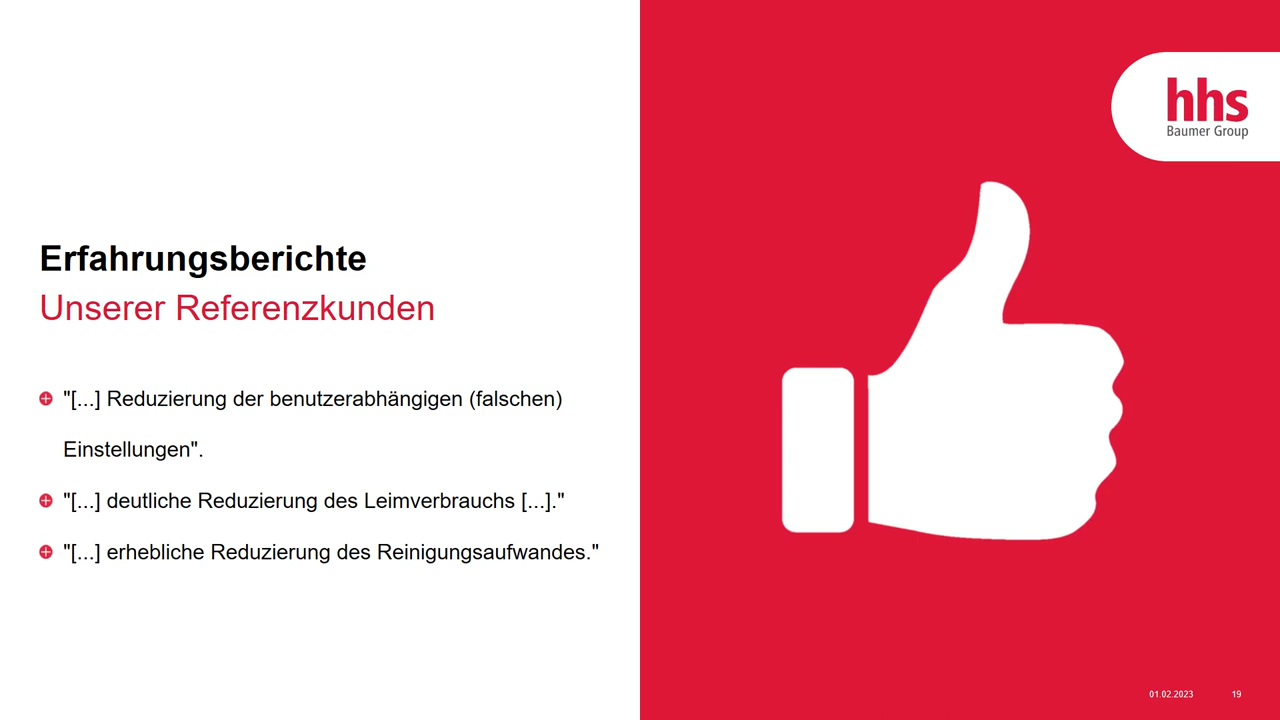 hhs
Baumer Group
Erfahrungsberichte
Unserer Referenzkunden
"[...] Reduzierung der benutzerabhängigen (falschen)
Einstellungen".
"[...] deutliche Reduzierung des Leimverbrauchs [...]."
"[...] erhebliche Reduzierung des Reinigungsaufwandes."
01.02.2023 19